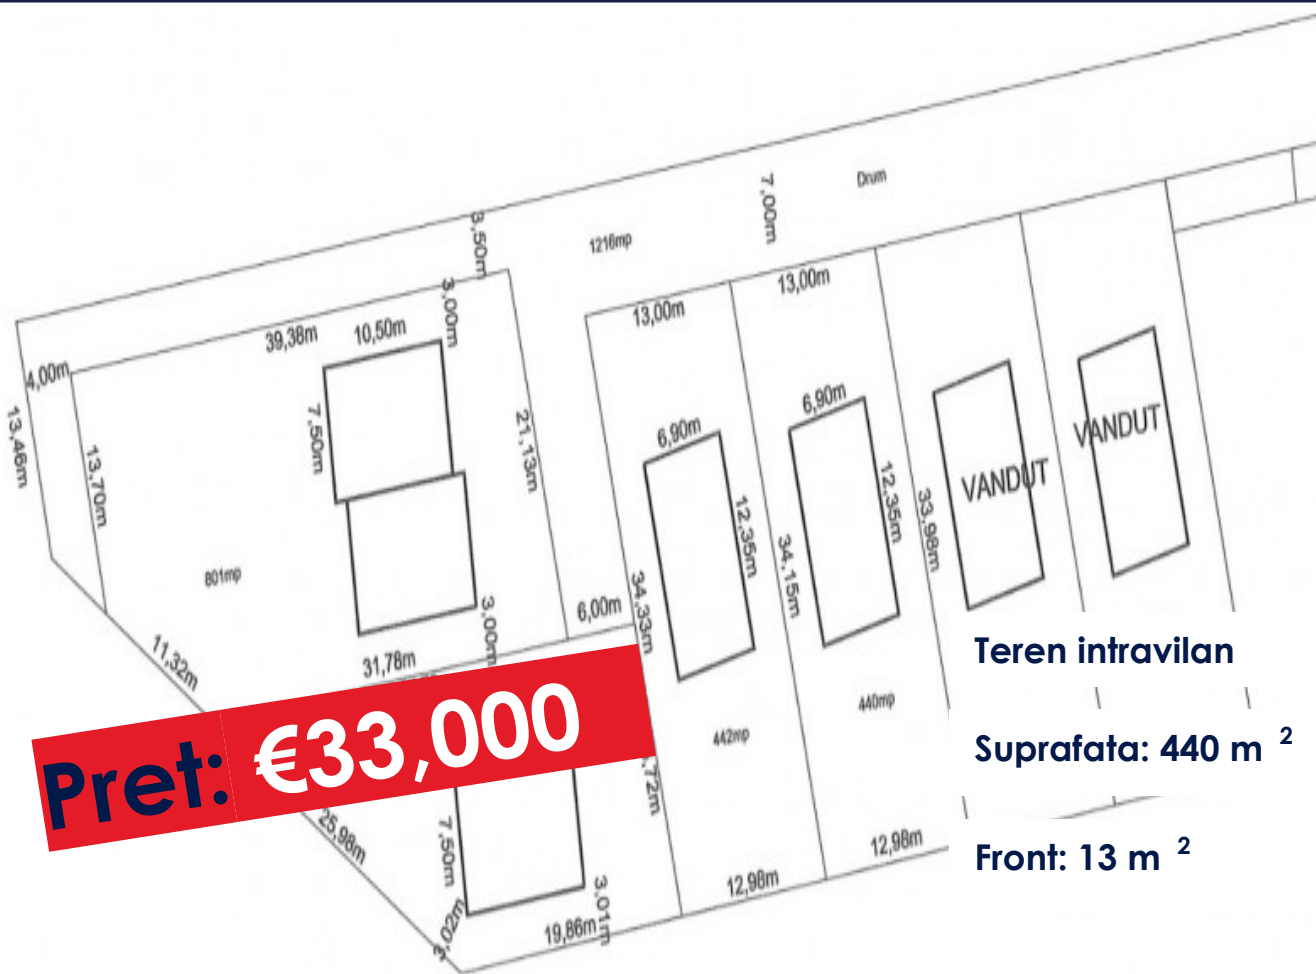 Drum
7,00m
3,50m
1216mp
13,00m
13,00m
3,00m
39,38m
10,50m
4,00m
13,46m
13,70m
7,50m
21,13m
6,90m
6,90m
VANDUT
VANDUT
12,35m
12,35m
33,98m
34,15m
34,33m
801mp
6,00m
3,00m
11,32m
31,78m
Teren intravilan
440mp
442mp
Suprafata: 440 m 2
Pret: €33,000
,72m
25,98m
7,50m
12,98m
Front: 13 m 2
12,98m
3,01m
3,02m
19,86m